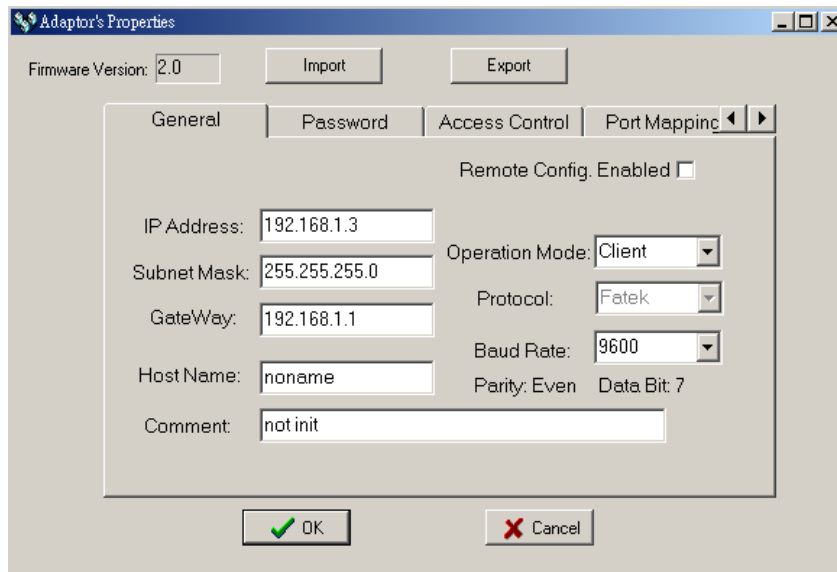 Adaptor's Properties
Firmware Version: 2.0
Import
Export
General
Password
Access Control
Port Mapping
Remote Config. Enabled
IP Address: 192.168.1.3
Subnet Mask: 255.255.255.0
GateWay: 192.168.1.1
Host Name: noname
Comment: not init
Operation Mode: Client
Protocol: Fatek
Baud Rate: 9600
Parity: Even Data Bit: 7
OK
Cancel